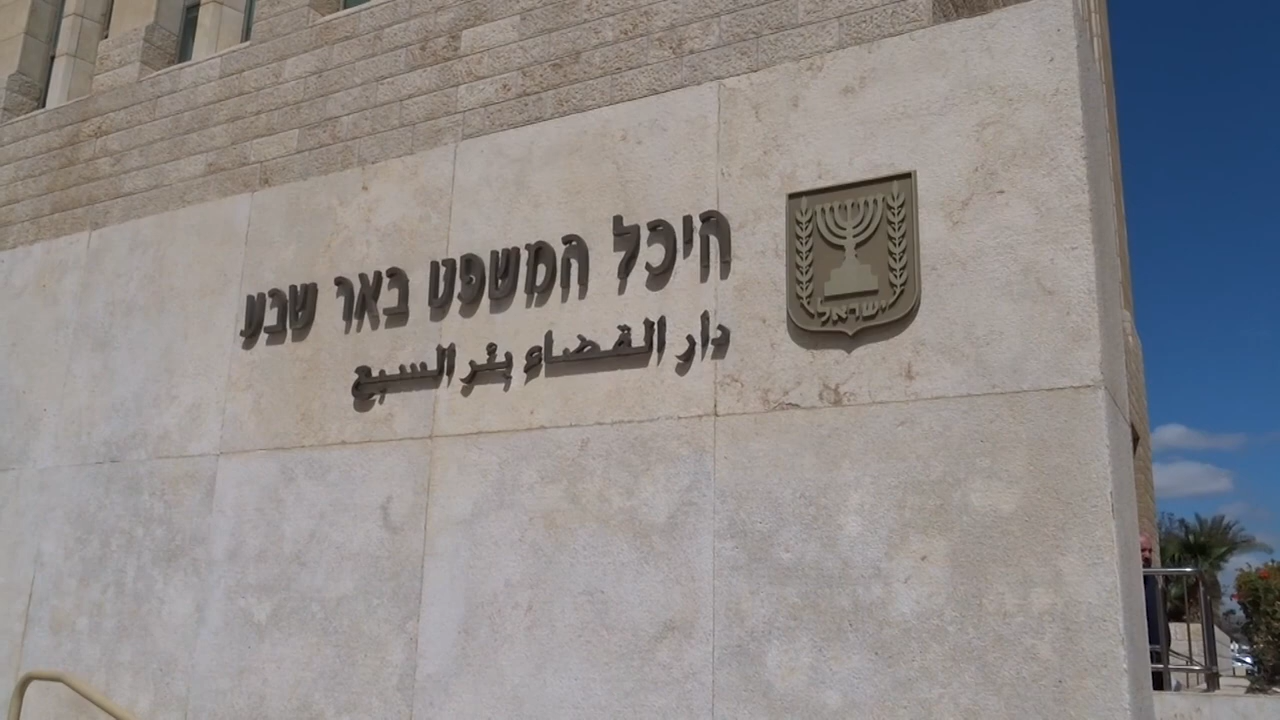 היכל המשפט באר שבע
دار القضاء بئر السبع
ישראל